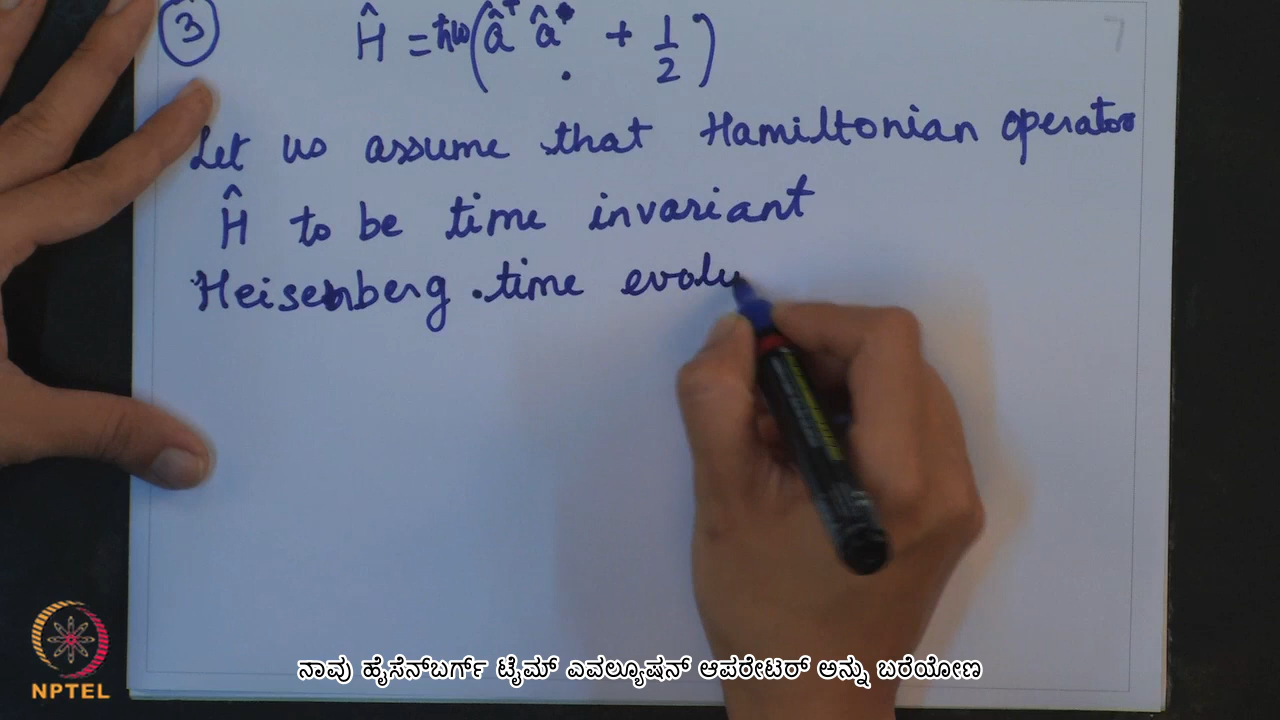 3 Ĥ = ħω(â† â + 1/2) 7
Let us assume that Hamiltonian operator
Ĥ to be time invariant
Heisenberg time evolu
NPTEL
ನಾವು ಹೈಸೆನ್‌ಬರ್ಗ್ ಟೈಮ್ ಎವಲ್ಯೂಷನ್ ಆಪರೇಟರ್ ಅನ್ನು ಬರೆಯೋಣ